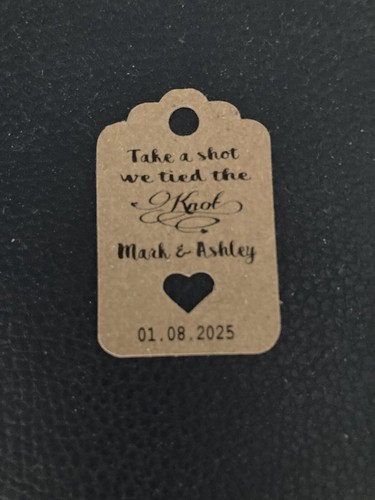 Take a shot
we tied the
Knot
Mark & Ashley
01.08.2025